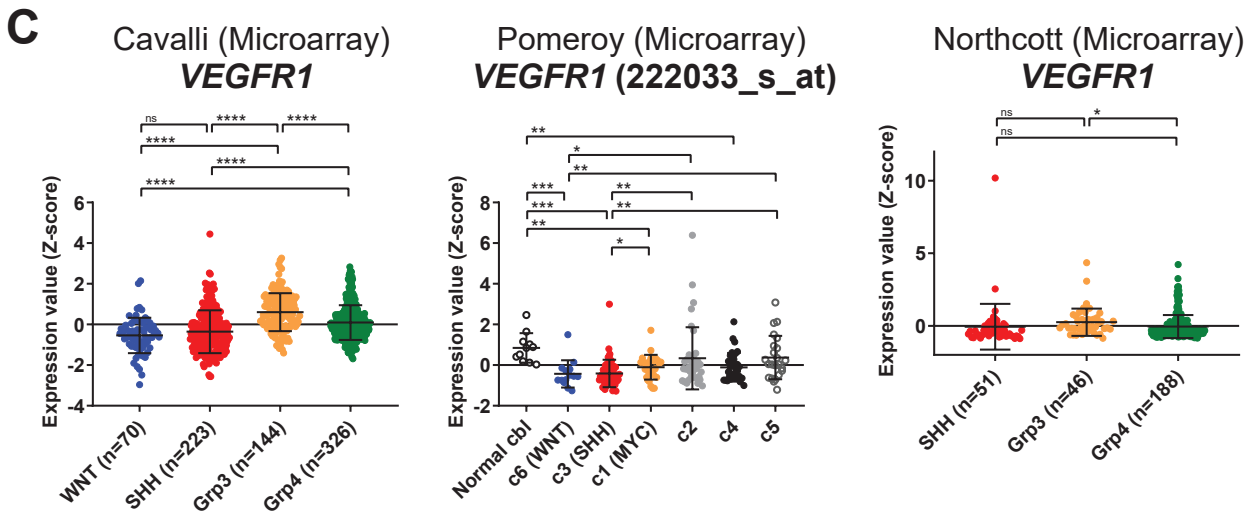 C
Cavalli (Microarray)
VEGFR1
ns
****
****
****
****
****
Expression value (Z-score)
6
4
2
0
-2
-4
WNT (n=70)
SHH (n=223)
Grp3 (n=144)
Grp4 (n=326)
Pomeroy (Microarray)
VEGFR1 (222033_s_at)
**
*
**
***
**
***
**
**
*
Expression value (Z-score)
8
6
4
2
0
-2
Normal cbl
c6 (WNT)
c3 (SHH)
c1 (MYC)
c2
c4
c5
Northcott (Microarray)
VEGFR1
ns
*
ns
Expression value (Z-score)
10
5
0
SHH (n=51)
Grp3 (n=46)
Grp4 (n=188)